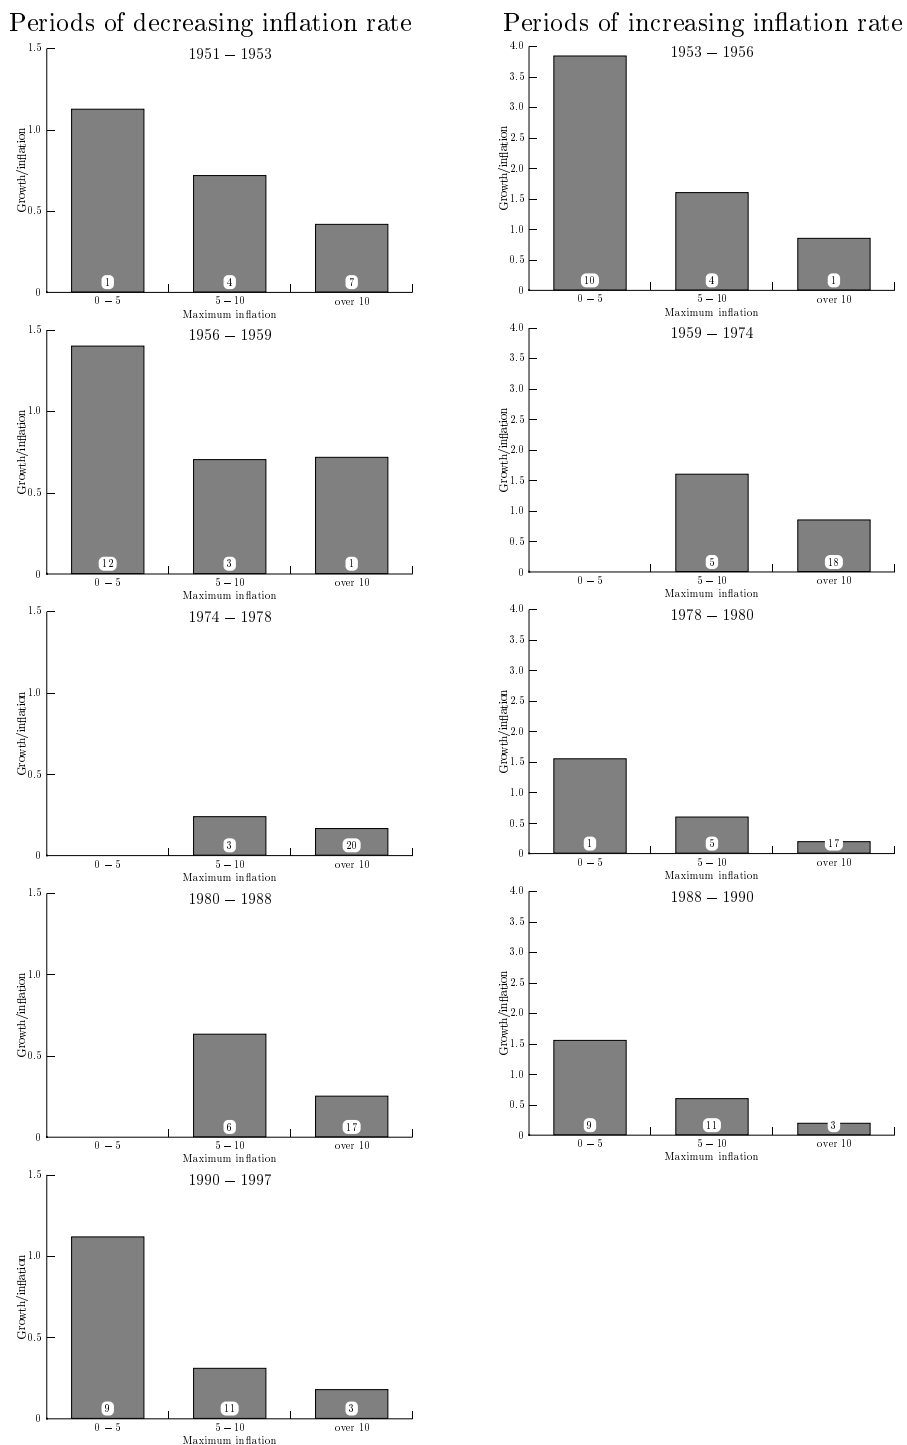 Periods of decreasing inflation rate
1951 – 1953
Growth/inflation
1.5
1.0
0.5
0
1
4
7
0 – 5
5 – 10
over 10
Maximum inflation
1956 – 1959
Growth/inflation
1.5
1.0
0.5
0
12
3
1
0 – 5
5 – 10
over 10
Maximum inflation
1974 – 1978
Growth/inflation
1.5
1.0
0.5
0
3
20
0 – 5
5 – 10
over 10
Maximum inflation
1980 – 1988
Growth/inflation
1.5
1.0
0.5
0
6
17
0 – 5
5 – 10
over 10
Maximum inflation
1990 – 1997
Growth/inflation
1.5
1.0
0.5
0
9
11
3
0 – 5
5 – 10
over 10
Maximum inflation
Periods of increasing inflation rate
1953 – 1956
Growth/inflation
4.0
3.5
3.0
2.5
2.0
1.5
1.0
0.5
0
10
4
1
0 – 5
5 – 10
over 10
Maximum inflation
1959 – 1974
Growth/inflation
4.0
3.5
3.0
2.5
2.0
1.5
1.0
0.5
0
5
18
0 – 5
5 – 10
over 10
Maximum inflation
1978 – 1980
Growth/inflation
4.0
3.5
3.0
2.5
2.0
1.5
1.0
0.5
0
1
5
17
0 – 5
5 – 10
over 10
Maximum inflation
1988 – 1990
Growth/inflation
4.0
3.5
3.0
2.5
2.0
1.5
1.0
0.5
0
9
11
3
0 – 5
5 – 10
over 10
Maximum inflation